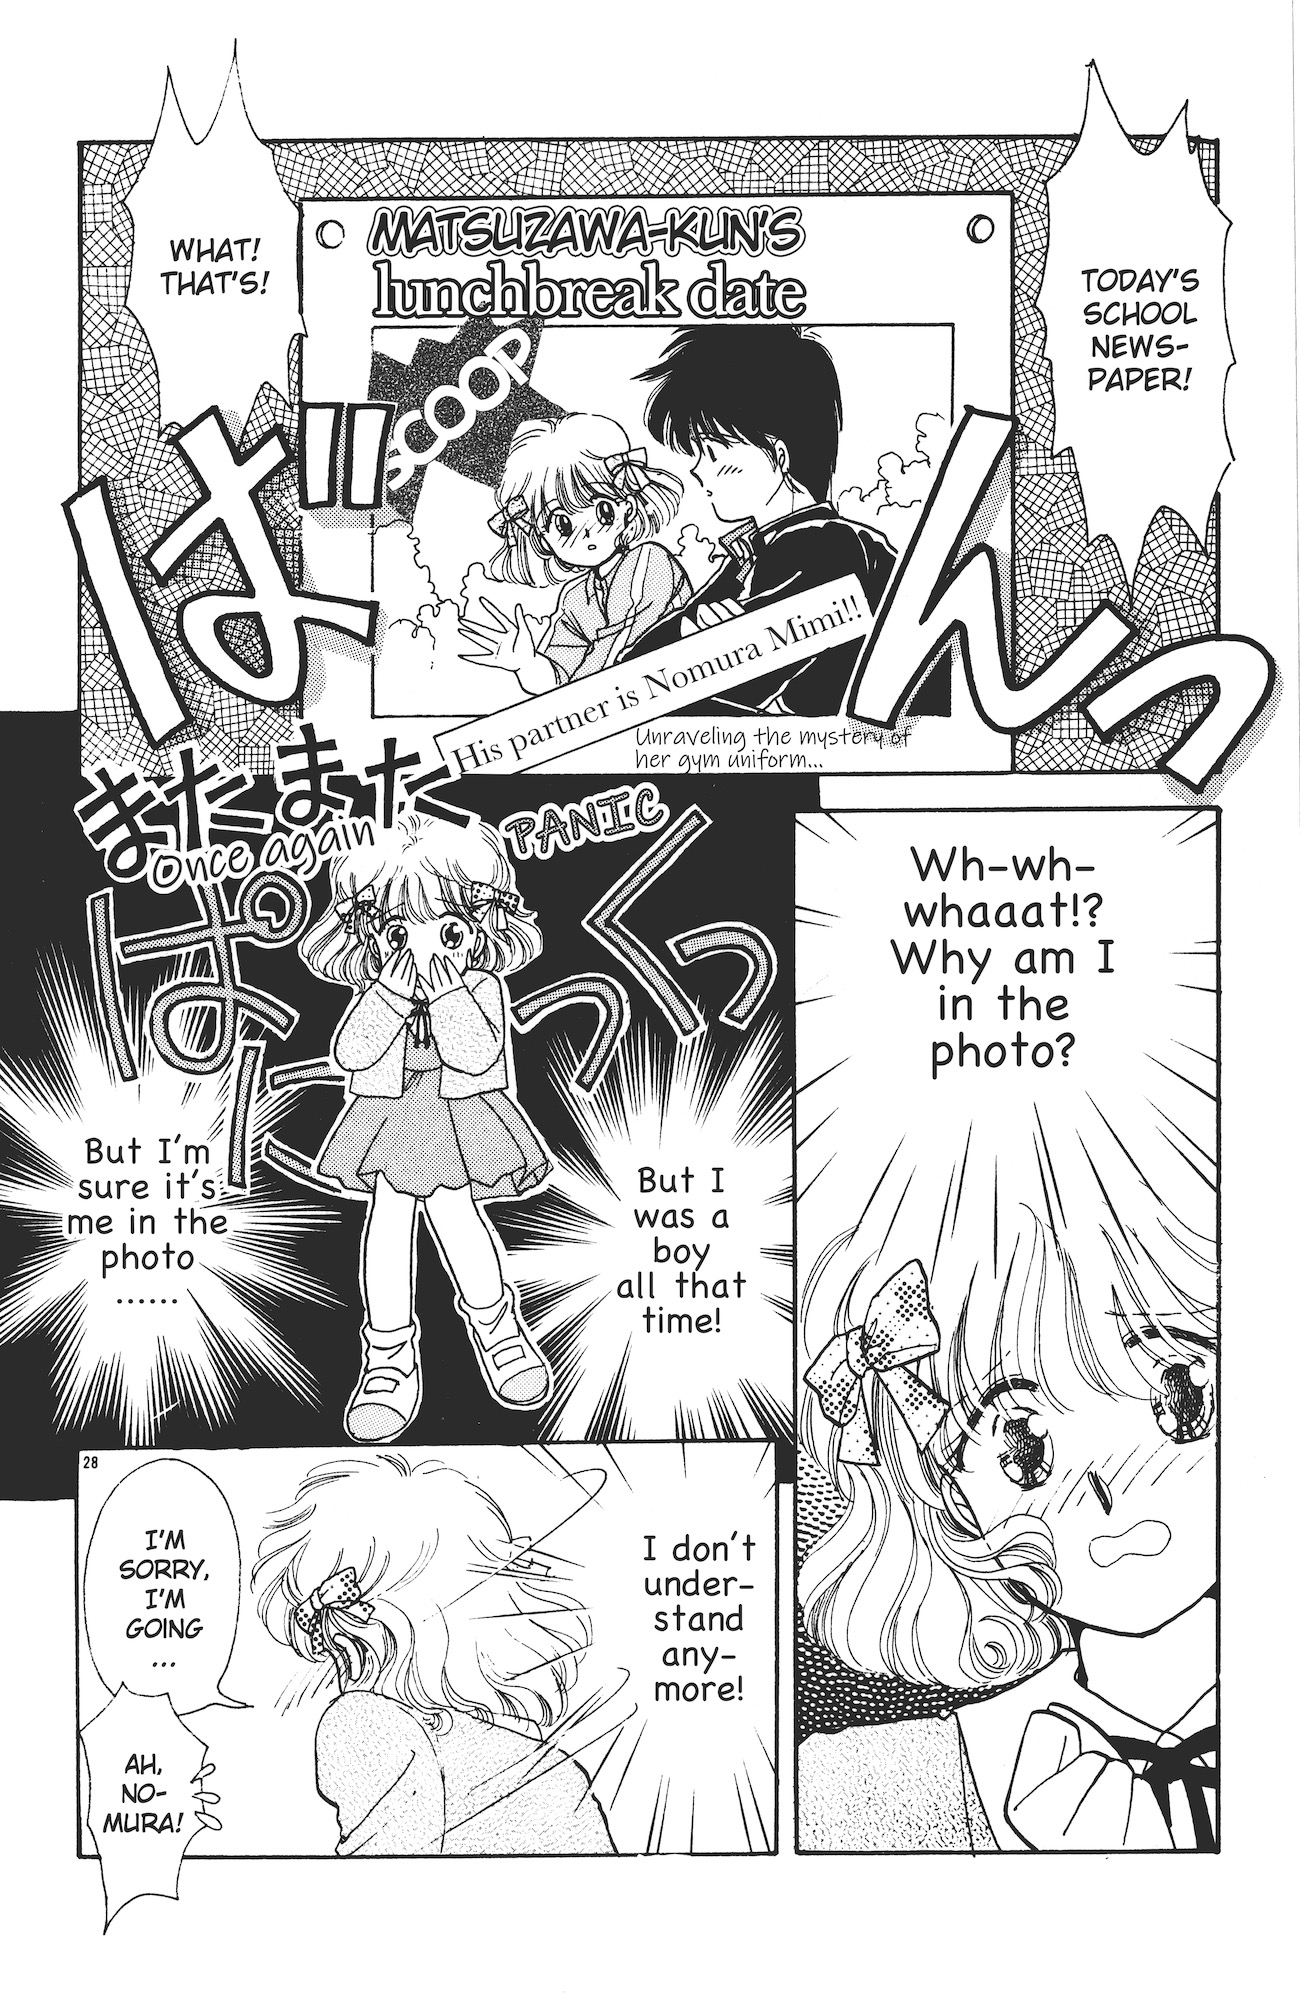 TODAY'S
SCHOOL
NEWS-
PAPER!
WHAT!
THAT'S!
MATSUZAWA-KUN'S
lunchbreak date
SCOOP
His partner is Nomura Mimi!!
Unraveling the mystery of
her gym uniform...
ばんっ
Wh-wh-
whaaat!?
Why am I
in the
photo?
またまた
Once again
PANIC
ぱにっくっ
But I
was a
boy
all that
time!
But I'm
sure it's
me in the
photo
......
I don't
under-
stand
any-
more!
28
I'M
SORRY,
I'M
GOING
...
AH,
NO-
MURA!